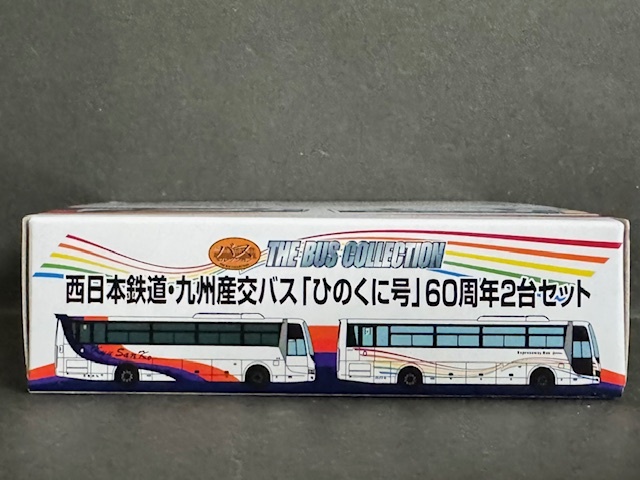 バス THE BUS COLLECTION
西日本鉄道・九州産交バス「ひのくに号」60周年2台セット
SanKo